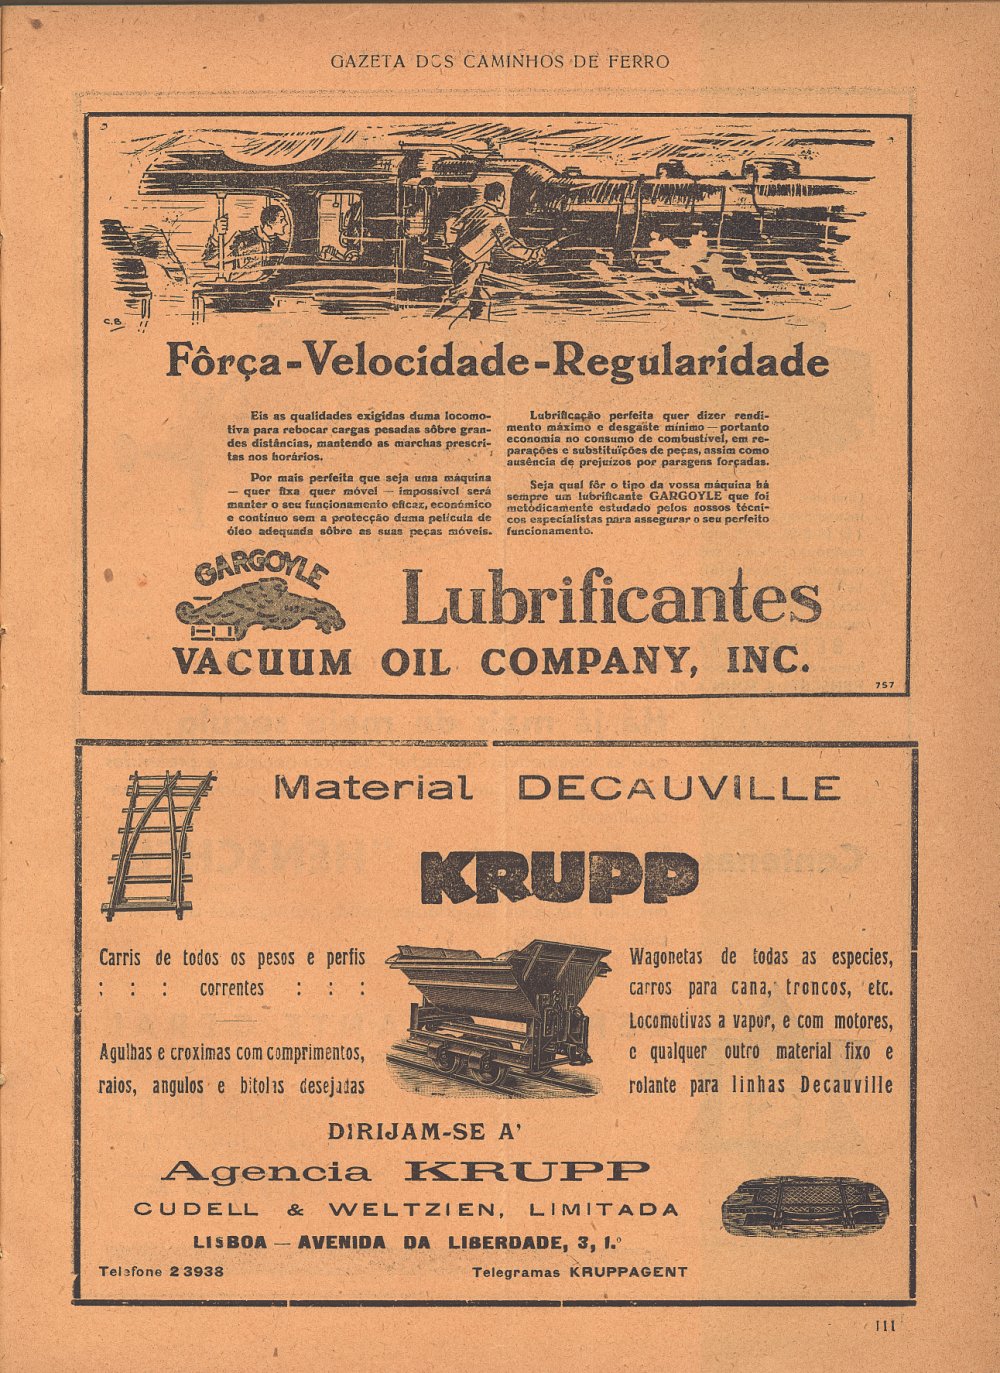 GAZETA DOS CAMINHOS DE FERRO
C.B.
Fôrça-Velocidade-Regularidade
Eis as qualidades exigidas duma locomo-
tiva para rebocar cargas pesadas sôbre gran-
des distâncias, mantendo as marchas prescri-
tas nos horários.
Por mais perfeita que seja uma máquina
— quer fixa quer móvel — impossível será
manter o seu funcionamento eficaz, económico
e contínuo sem a protecção duma película de
óleo adequada sôbre as suas peças móveis.
Lubrificação perfeita quer dizer rendi-
mento máximo e desgaste mínimo — portanto
economia no consumo de combustível, em re-
parações e substituïções de peças, assim como
ausência de prejuízos por paragens forçadas.
Seja qual fôr o tipo da vossa máquina há
sempre um lubrificante GARGOYLE que foi
metódicamente estudado pelos nossos técni-
cos especialistas para assegurar o seu perfeito
funcionamento.
GARGOYLE
Lubrificantes
VACUUM OIL COMPANY, INC.
757
Material DECAUVILLE
KRUPP
Carris de todos os pesos e perfis
: : : correntes : : :
Agulhas e croximas com comprimentos,
raios, angulos e bitolas desejadas
Wagonetas de todas as especies,
carros para cana, troncos, etc.
Locomotivas a vapor, e com motores,
e qualquer outro material fixo e
rolante para linhas Decauville
DIRIJAM-SE A'
Agencia KRUPP
CUDELL & WELTZIEN, LIMITADA
LISBOA — AVENIDA DA LIBERDADE, 3, 1.º
Telefone 2 3938
Telegramas KRUPPAGENT
111